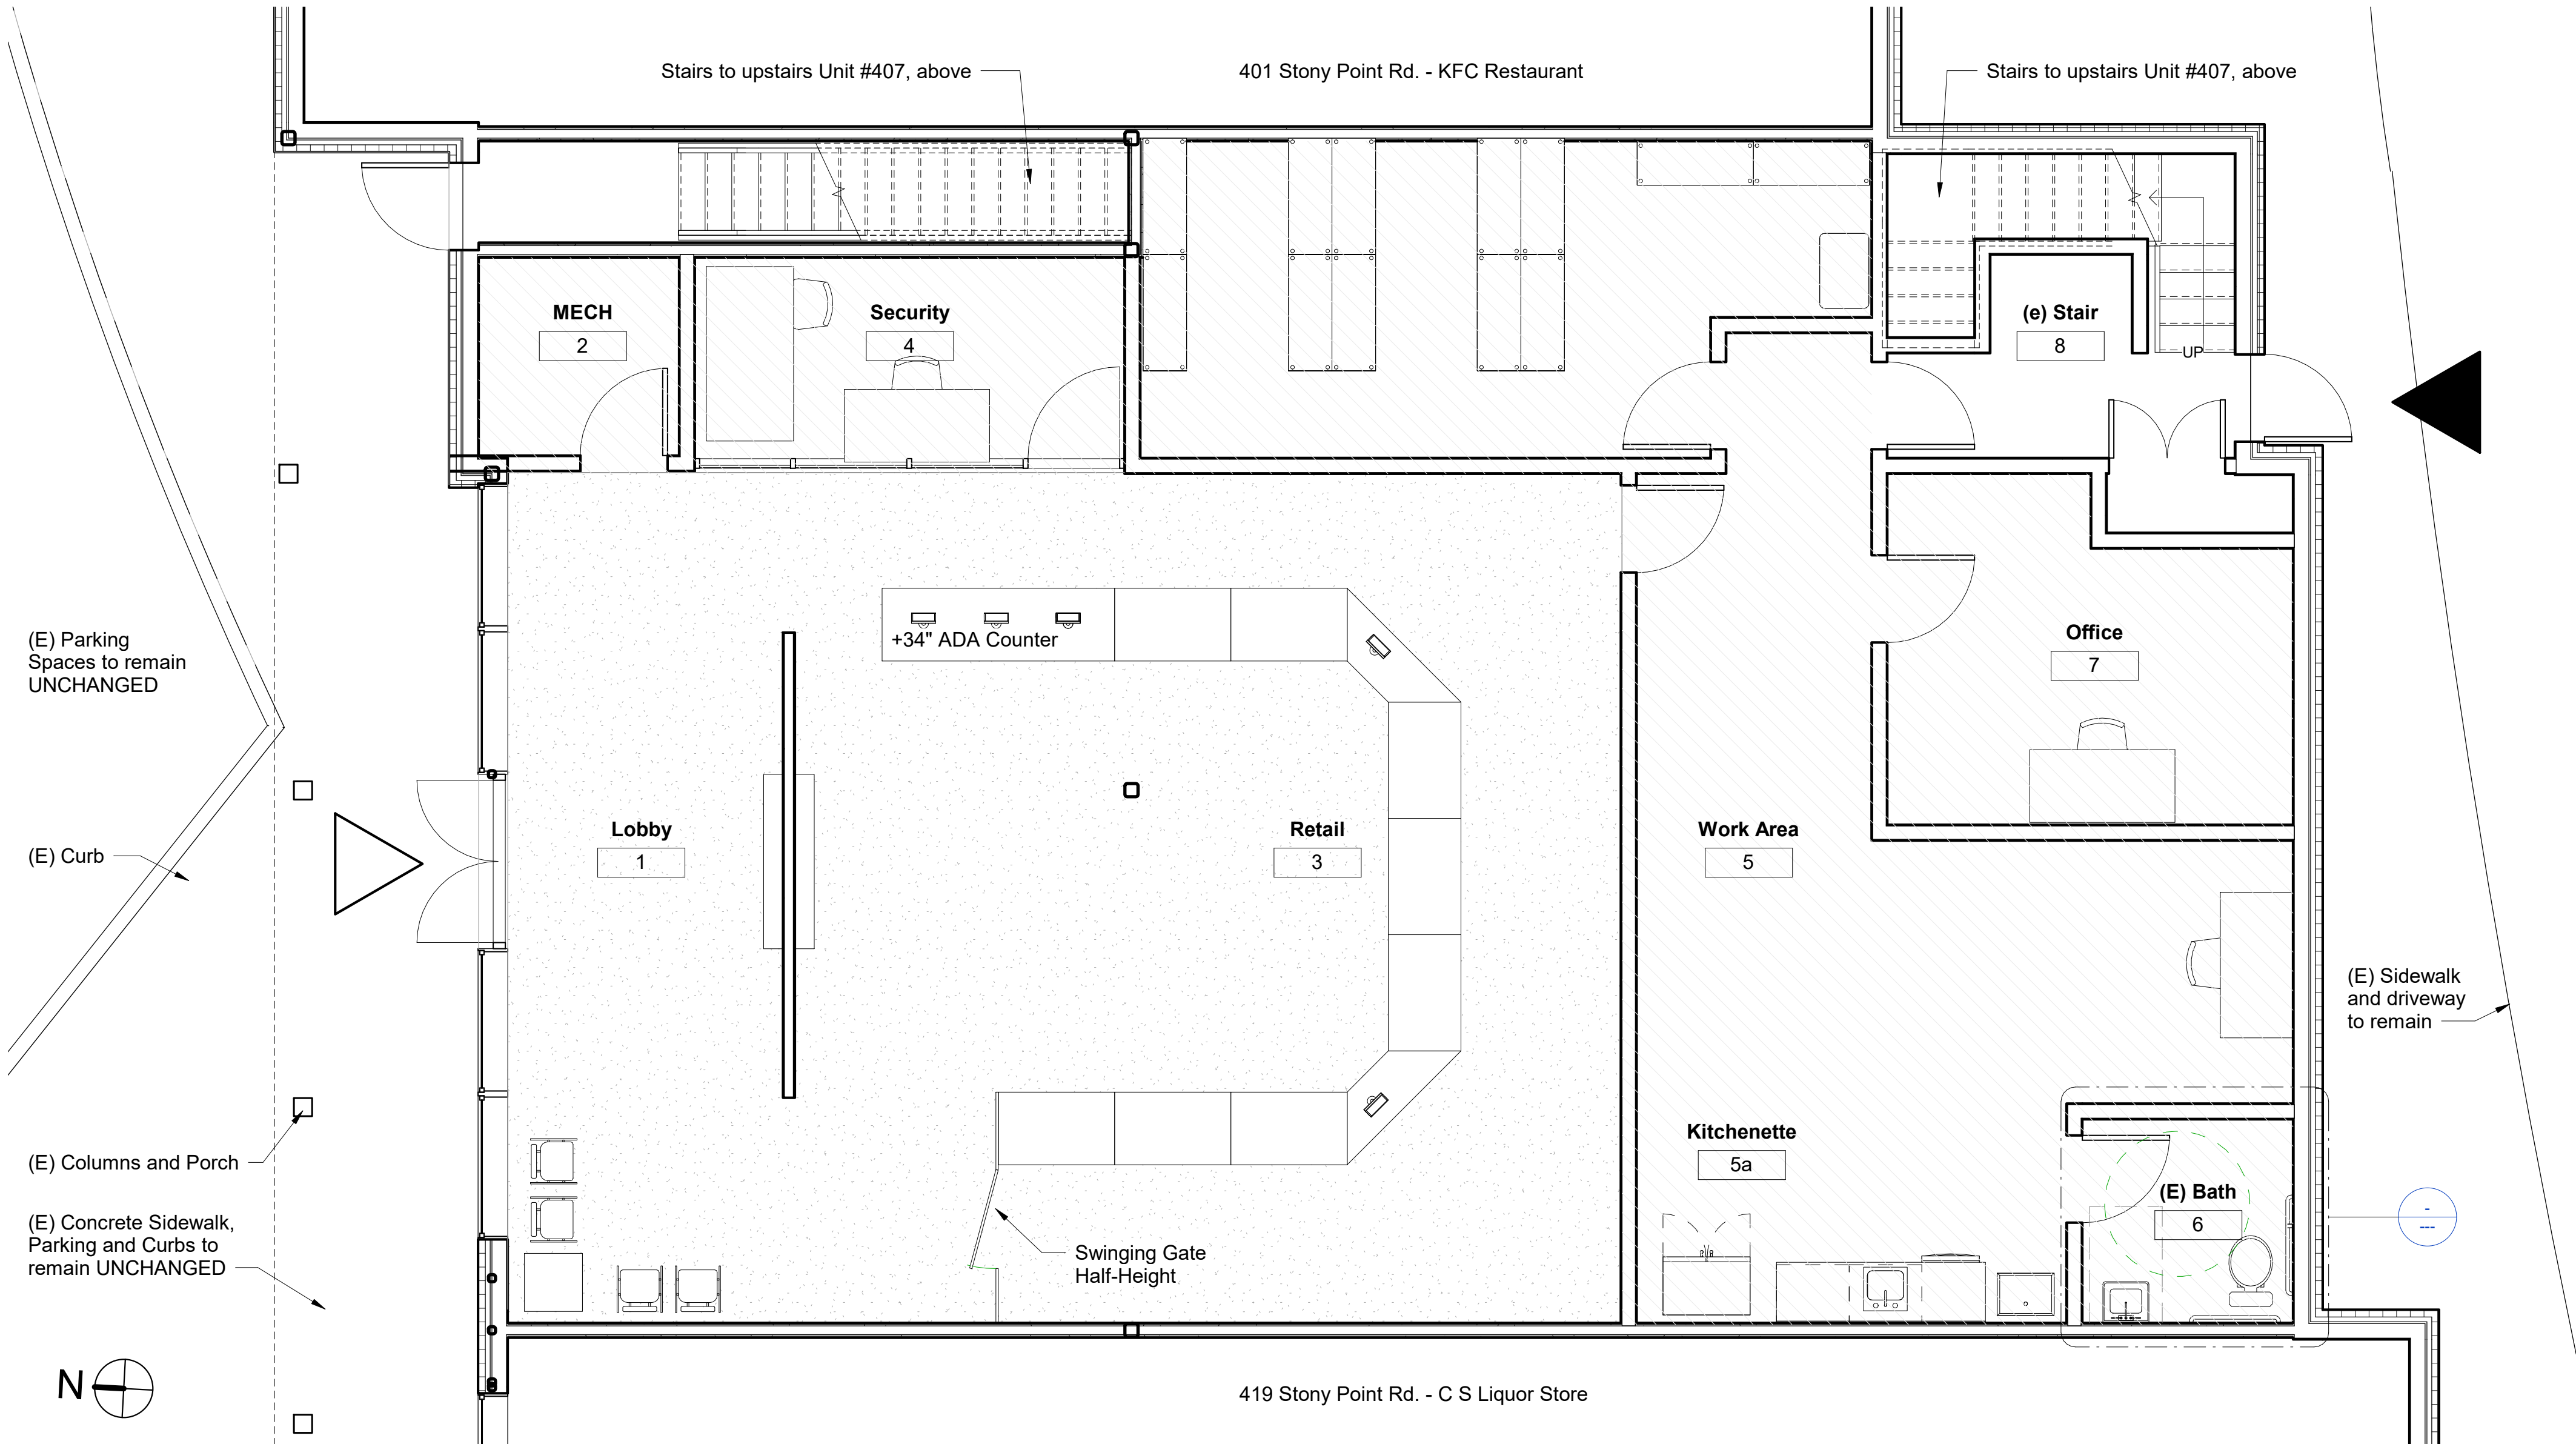 Stairs to upstairs Unit #407, above
401 Stony Point Rd. - KFC Restaurant
Stairs to upstairs Unit #407, above
MECH
2
Security
4
(e) Stair
8
UP
(E) Parking
Spaces to remain
UNCHANGED
+34" ADA Counter
Office
7
Lobby
1
Retail
3
Work Area
5
(E) Curb
(E) Sidewalk
and driveway
to remain
Kitchenette
5a
(E) Columns and Porch
(E) Bath
6
(E) Concrete Sidewalk,
Parking and Curbs to
remain UNCHANGED
Swinging Gate
Half-Height
-
---
N
419 Stony Point Rd. - C S Liquor Store